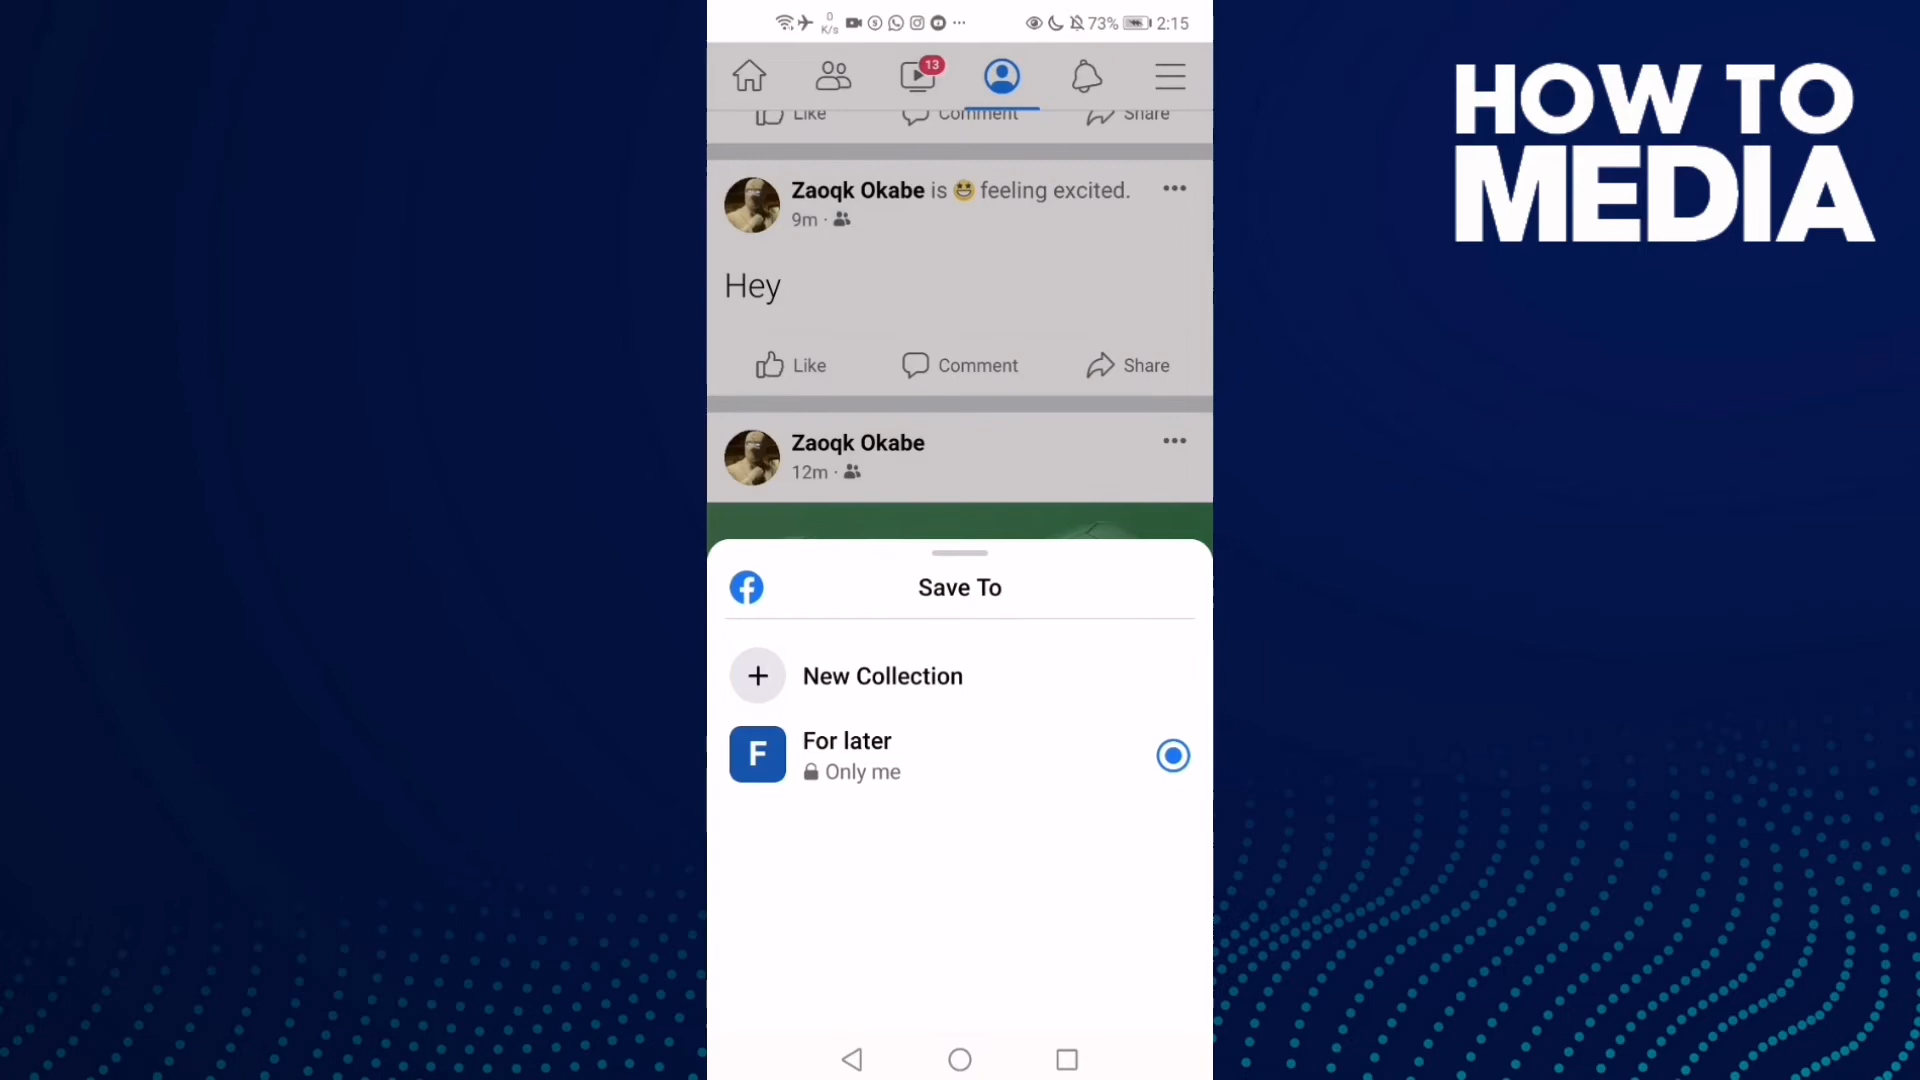 0
K/s
73% 2:15
HOW TO
MEDIA
13
Like Comment Share
Zaoqk Okabe is feeling excited.
9m ·
Hey
Like Comment Share
Zaoqk Okabe
12m ·
Save To
+ New Collection
F For later
Only me